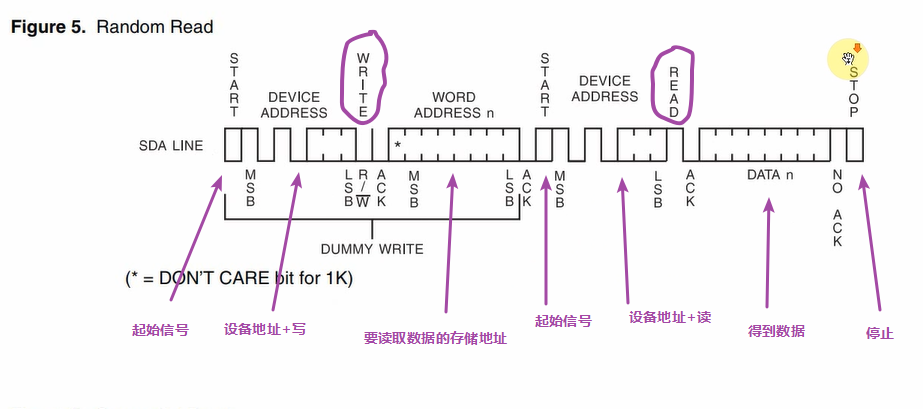 Figure 5. Random Read
START
WRITE
START
READ
STOP
DEVICE ADDRESS
WORD ADDRESS n
DEVICE ADDRESS
SDA LINE
*
MSB
LSB
R/W
ACK
MSB
LSB
ACK
MSB
LSB
ACK
DATA n
NO ACK
DUMMY WRITE
(* = DON'T CARE bit for 1K)
起始信号
设备地址+写
要读取数据的存储地址
起始信号
设备地址+读
得到数据
停止